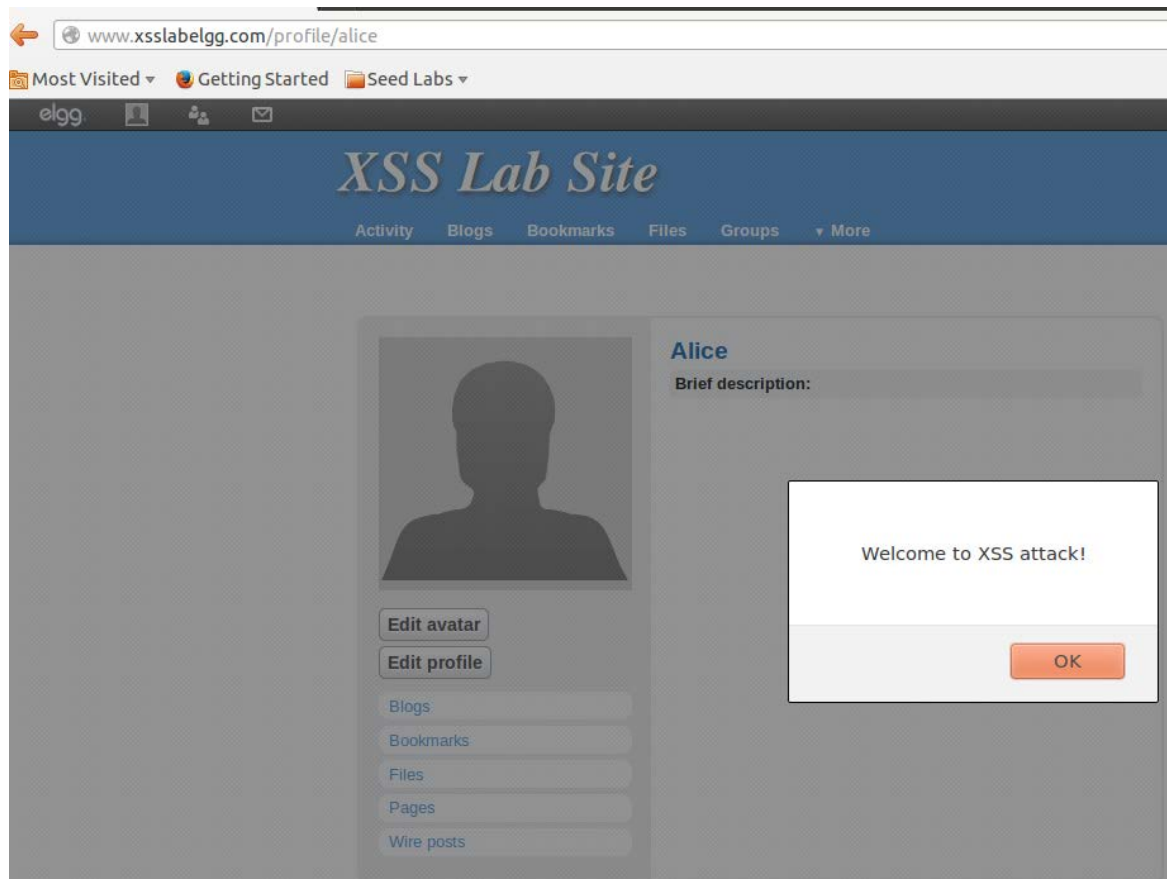 www.xsslabelgg.com/profile/alice
Most Visited Getting Started Seed Labs
elgg.
XSS Lab Site
Activity Blogs Bookmarks Files Groups More
Alice
Brief description:
Welcome to XSS attack!
OK
Edit avatar
Edit profile
Blogs
Bookmarks
Files
Pages
Wire posts